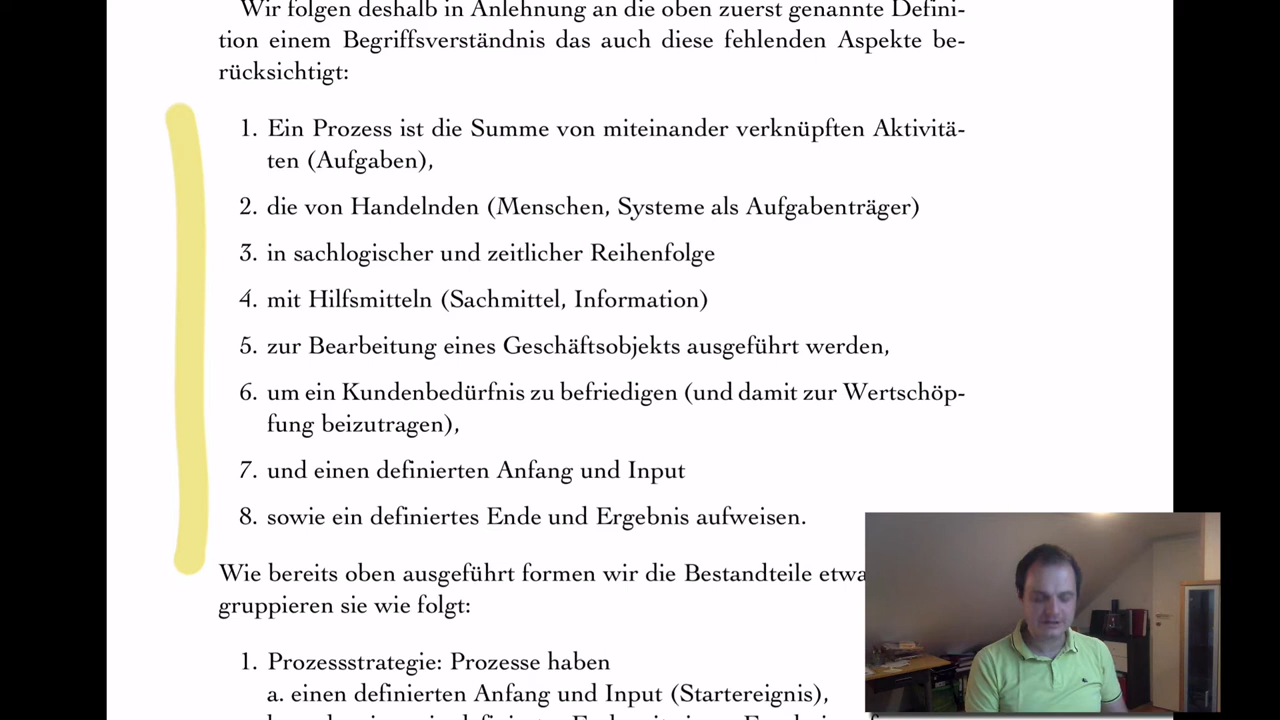 Wir folgen deshalb in Anlehnung an die oben zuerst genannte Defini-
tion einem Begriffsverständnis das auch diese fehlenden Aspekte be-
rücksichtigt:
1. Ein Prozess ist die Summe von miteinander verknüpften Aktivitä-
ten (Aufgaben),
2. die von Handelnden (Menschen, Systeme als Aufgabenträger)
3. in sachlogischer und zeitlicher Reihenfolge
4. mit Hilfsmitteln (Sachmittel, Information)
5. zur Bearbeitung eines Geschäftsobjekts ausgeführt werden,
6. um ein Kundenbedürfnis zu befriedigen (und damit zur Wertschöp-
fung beizutragen),
7. und einen definierten Anfang und Input
8. sowie ein definiertes Ende und Ergebnis aufweisen.
Wie bereits oben ausgeführt formen wir die Bestandteile etwa
gruppieren sie wie folgt:
1. Prozessstrategie: Prozesse haben
a. einen definierten Anfang und Input (Startereignis),